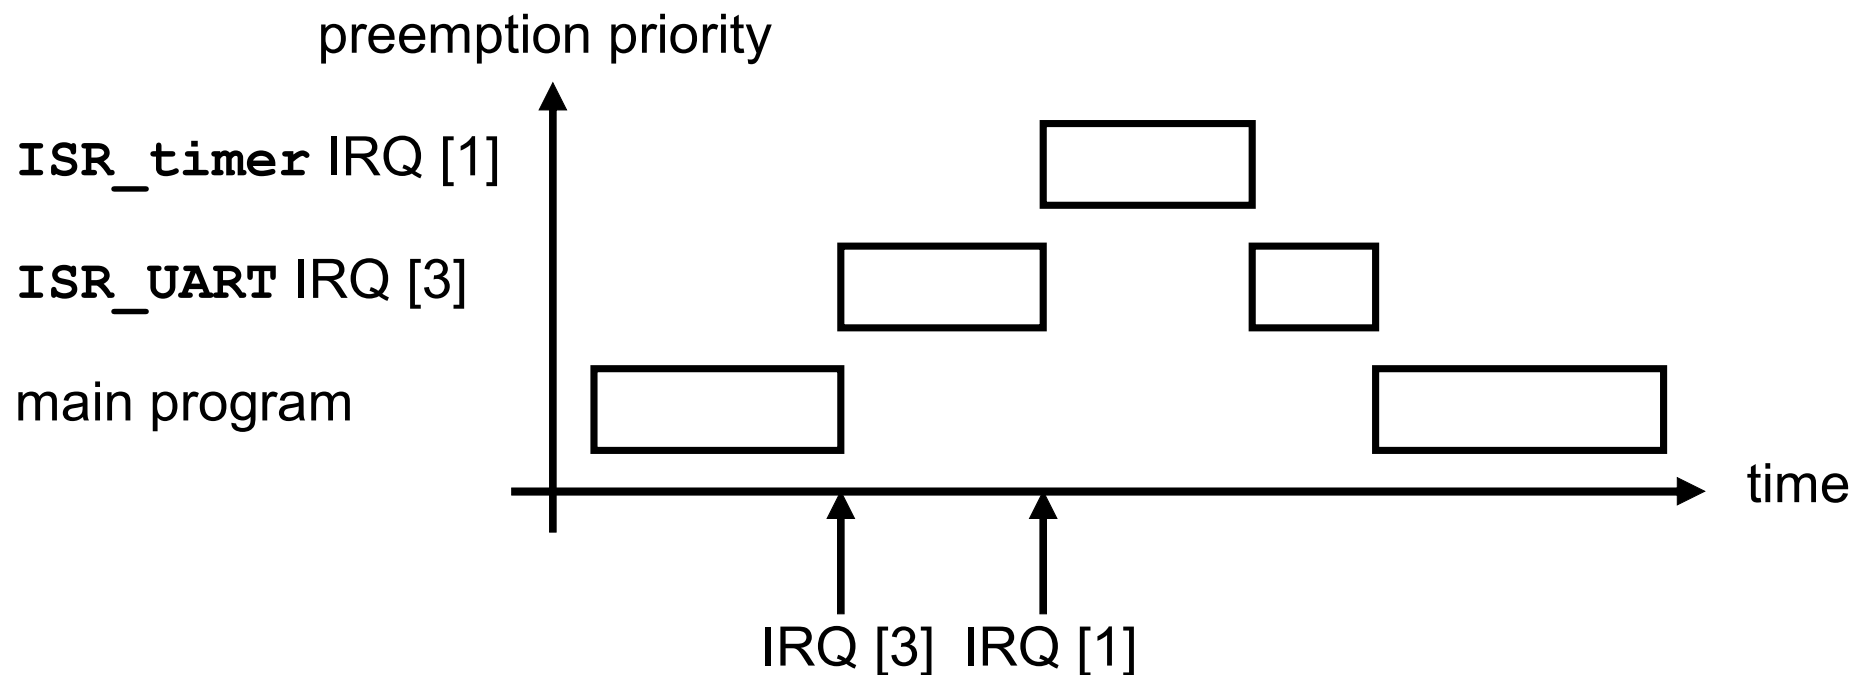 preemption priority
ISR_timer IRQ [1]
ISR_UART IRQ [3]
main program
time
IRQ [3] IRQ [1]